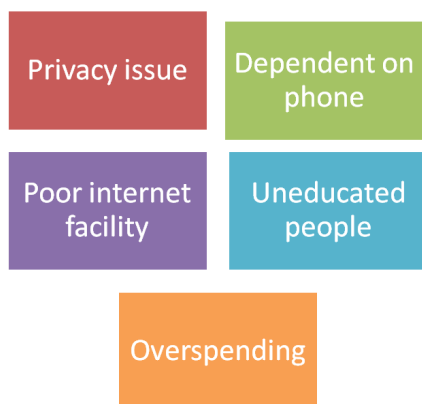 Privacy issue
Dependent on
phone
Poor internet
facility
Uneducated
people
Overspending